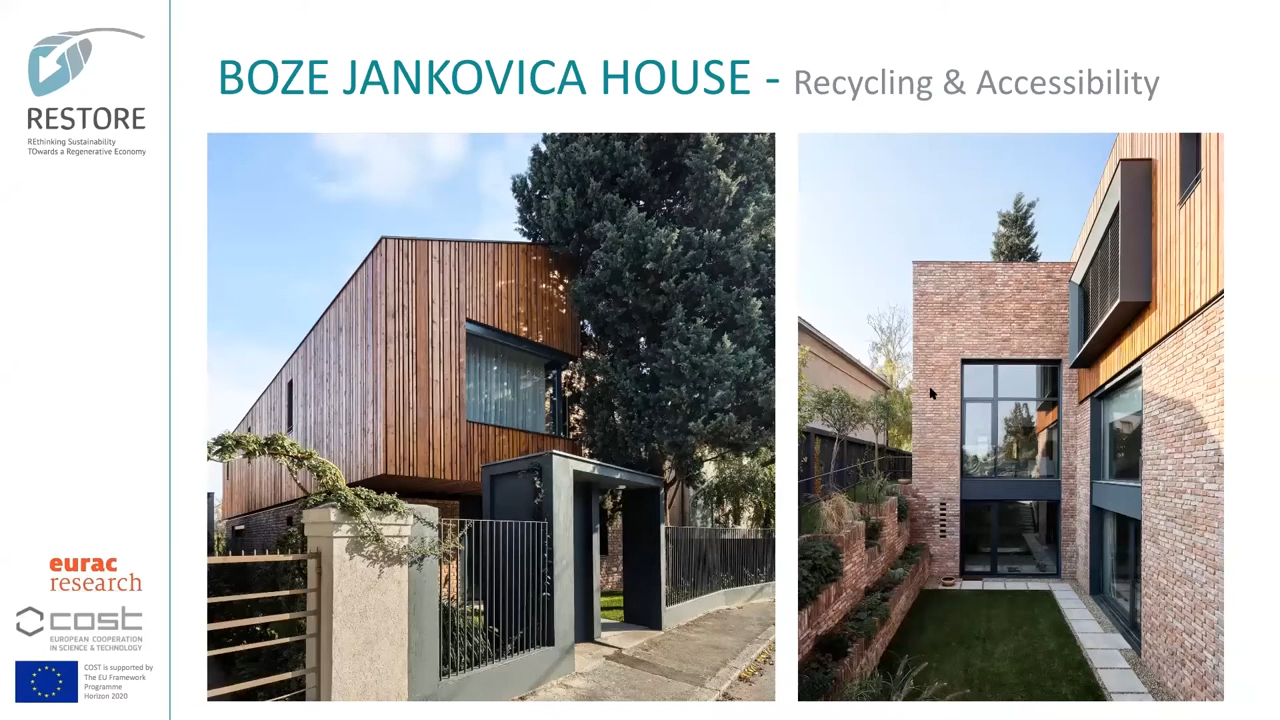 BOZE JANKOVICA HOUSE - Recycling & Accessibility
RESTORE
REthinking Sustainability
TOwards a Regenerative Economy
eurac
research
cost
EUROPEAN COOPERATION
IN SCIENCE & TECHNOLOGY
COST is supported by
The EU Framework
Programme
Horizon 2020